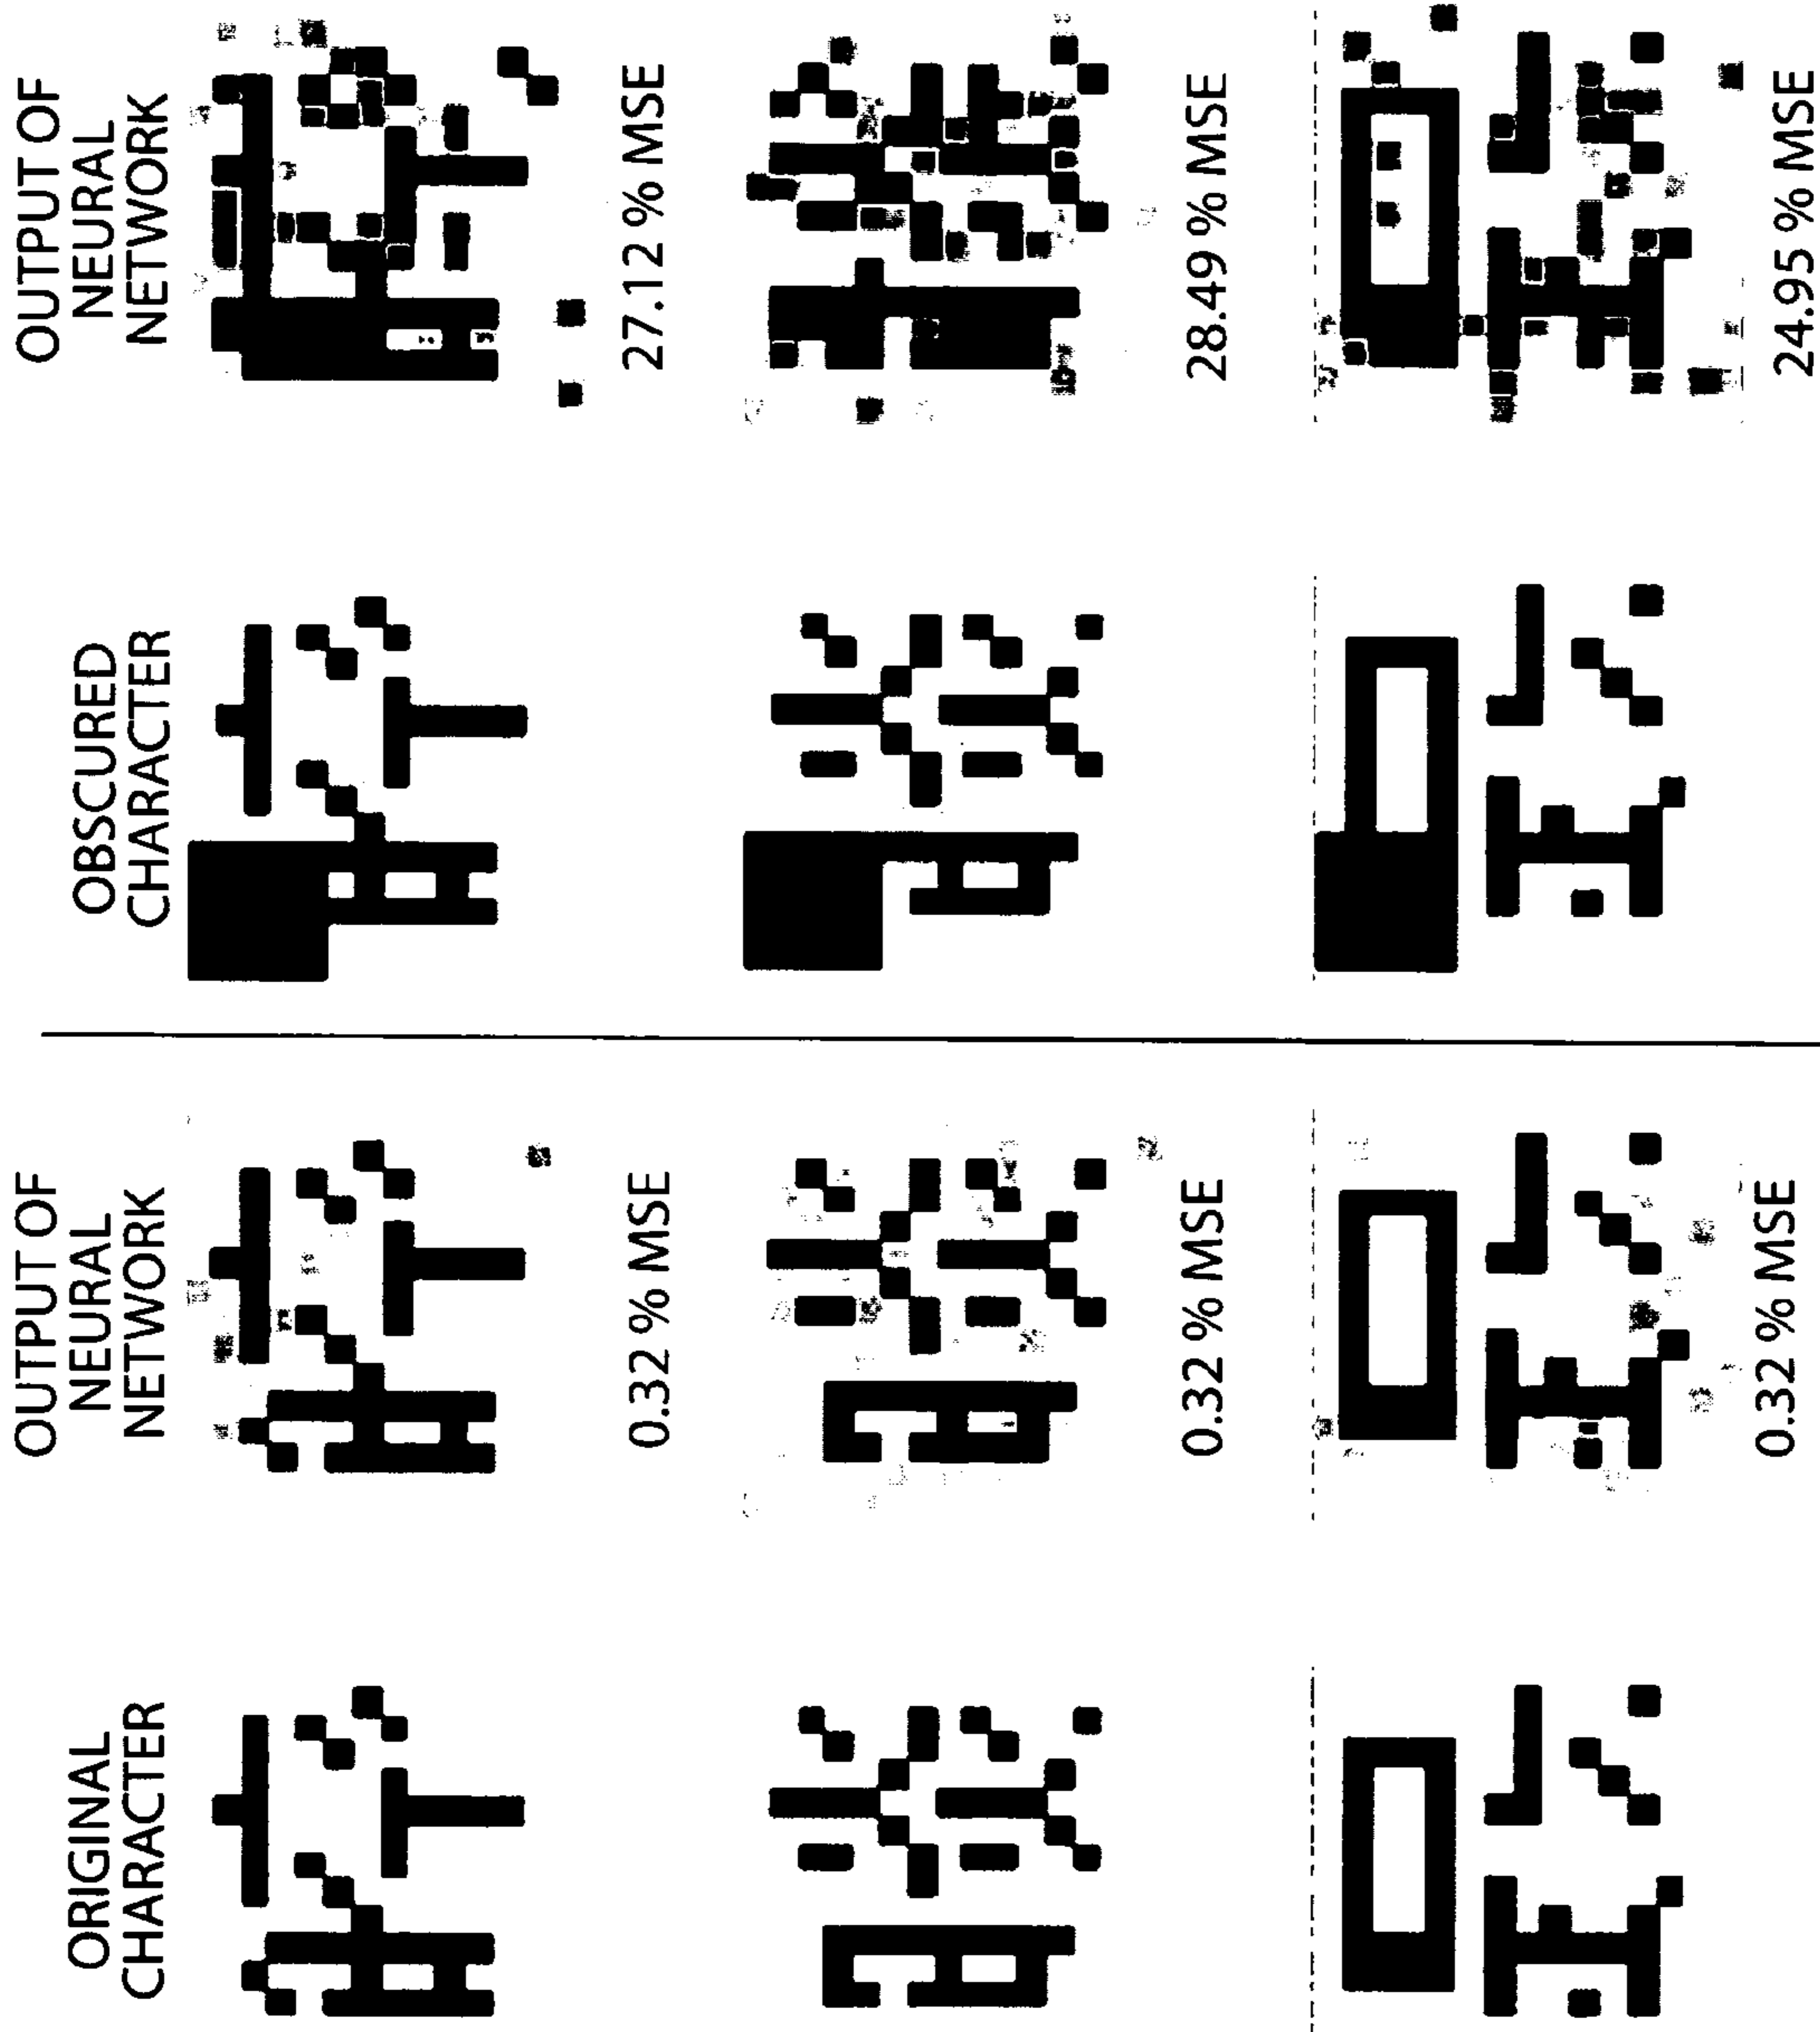 ORIGINAL
CHARACTER
OUTPUT OF
NEURAL
NETWORK
OBSCURED
CHARACTER
OUTPUT OF
NEURAL
NETWORK
0.32 % MSE
27.12 % MSE
0.32 % MSE
28.49 % MSE
0.32 % MSE
24.95 % MSE